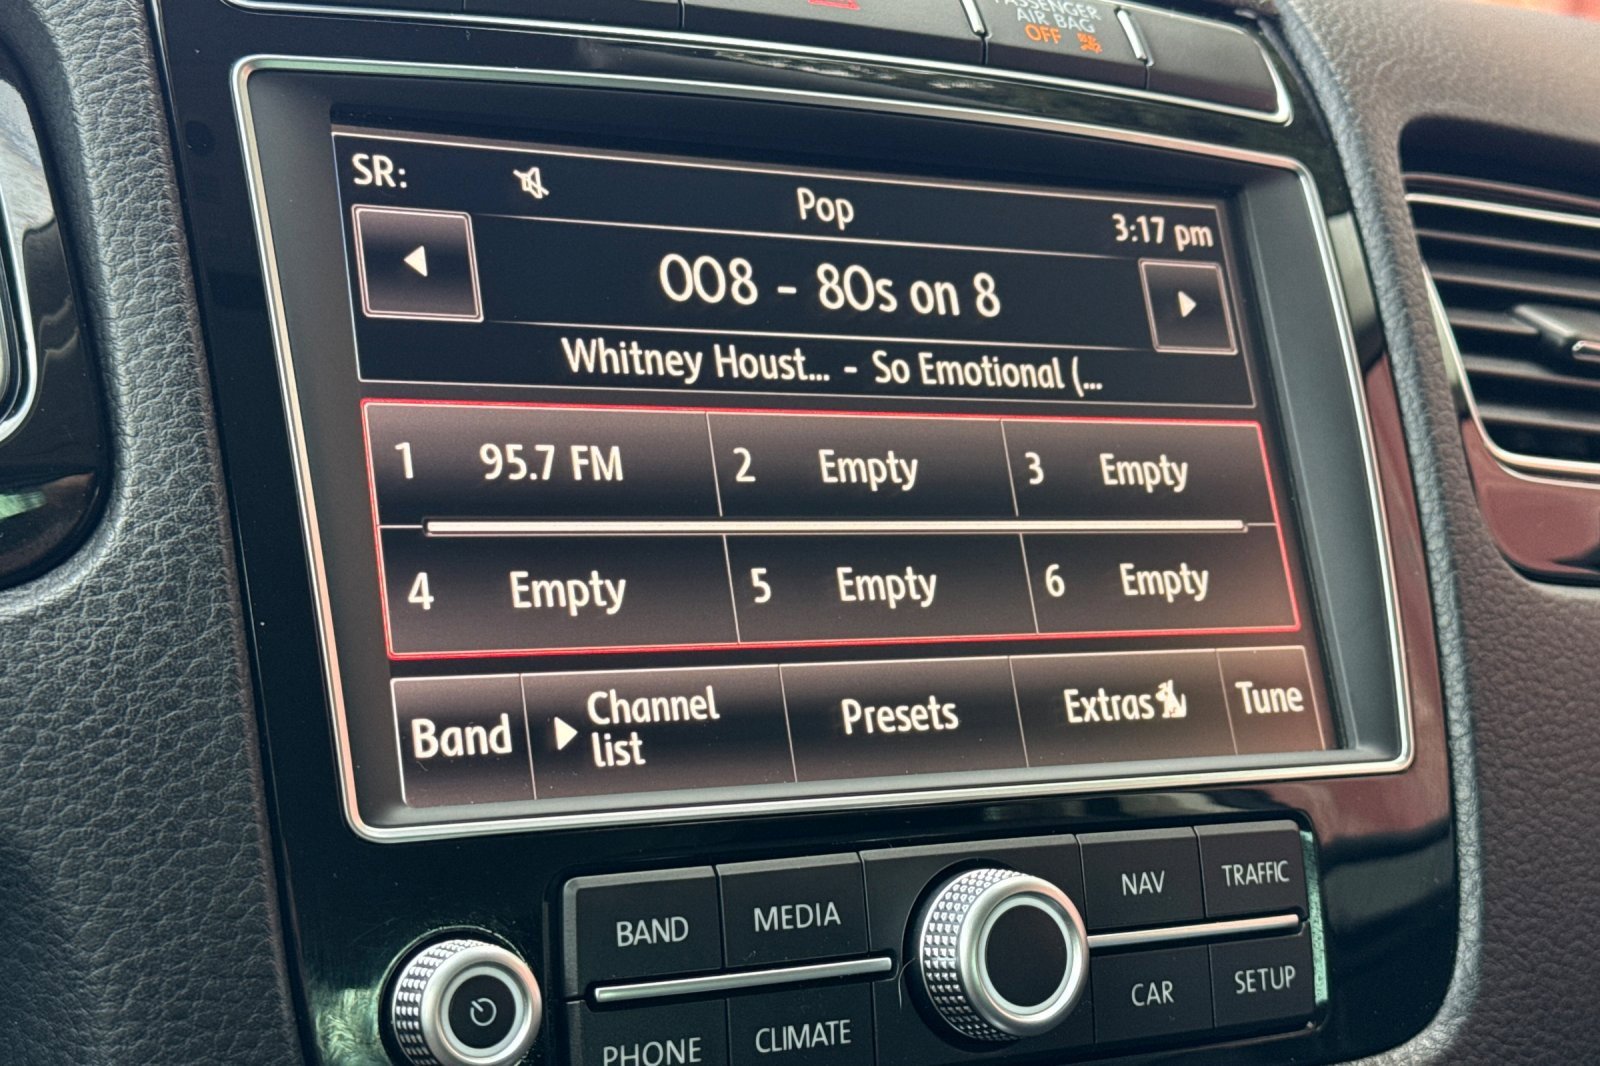 PASSENGER
AIR BAG
OFF
SR:
Pop
3:17 pm
008 - 80s on 8
Whitney Houst... - So Emotional (...
1 95.7 FM
2 Empty
3 Empty
4 Empty
5 Empty
6 Empty
Band
Channel
list
Presets
Extras
Tune
BAND
MEDIA
NAV
TRAFFIC
PHONE
CLIMATE
CAR
SETUP